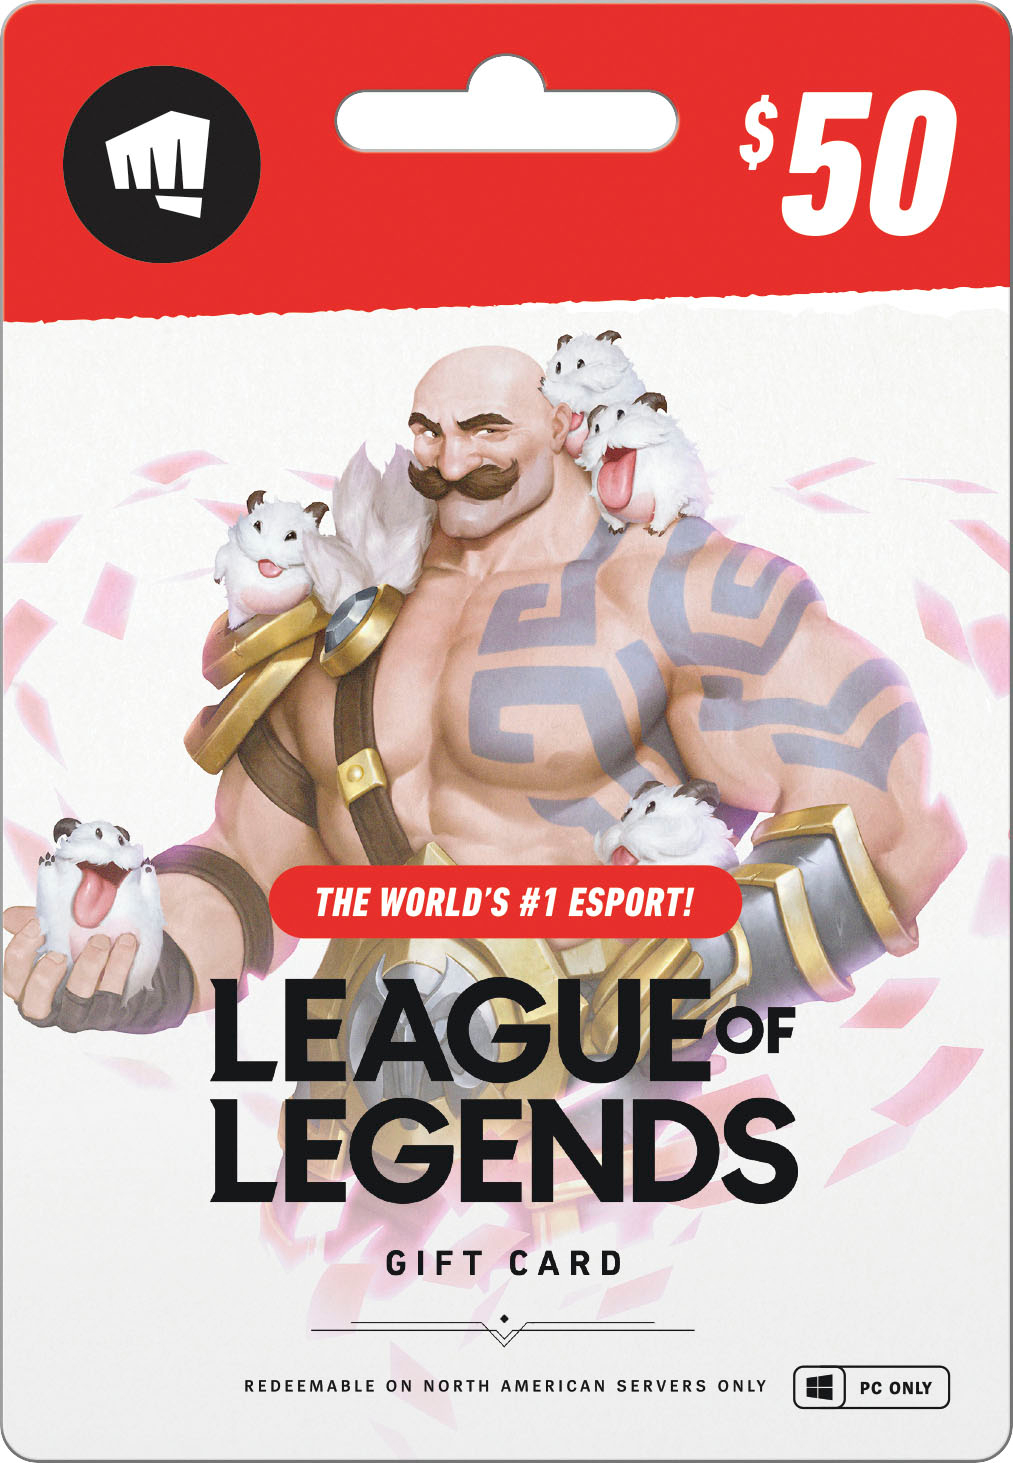 $50
THE WORLD'S #1 ESPORT!
LEAGUE OF
LEGENDS
GIFT CARD
REDEEMABLE ON NORTH AMERICAN SERVERS ONLY
PC ONLY